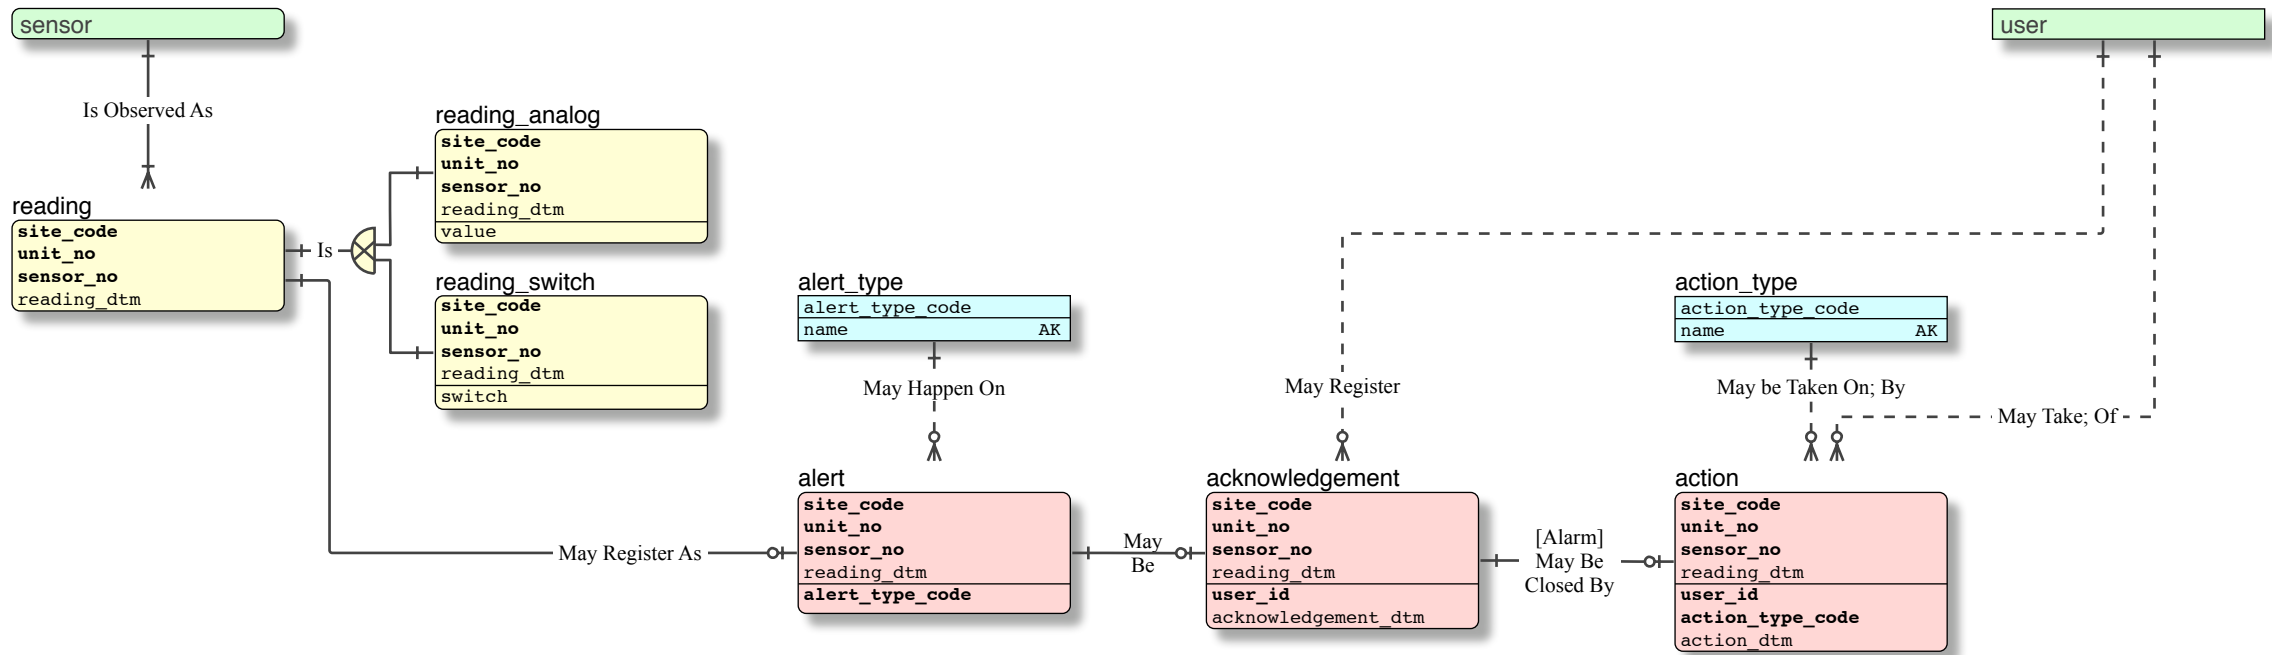 sensor
user
Is Observed As
reading_analog
site_code
unit_no
sensor_no
reading_dtm
value
reading
site_code
unit_no
sensor_no
reading_dtm
Is
reading_switch
site_code
unit_no
sensor_no
reading_dtm
switch
alert_type
alert_type_code
name AK
May Happen On
May Register
action_type
action_type_code
name AK
May be Taken On; By
May Take; Of
May Register As
alert
site_code
unit_no
sensor_no
reading_dtm
alert_type_code
May
Be
acknowledgement
site_code
unit_no
sensor_no
reading_dtm
user_id
acknowledgement_dtm
[Alarm]
May Be
Closed By
action
site_code
unit_no
sensor_no
reading_dtm
user_id
action_type_code
action_dtm